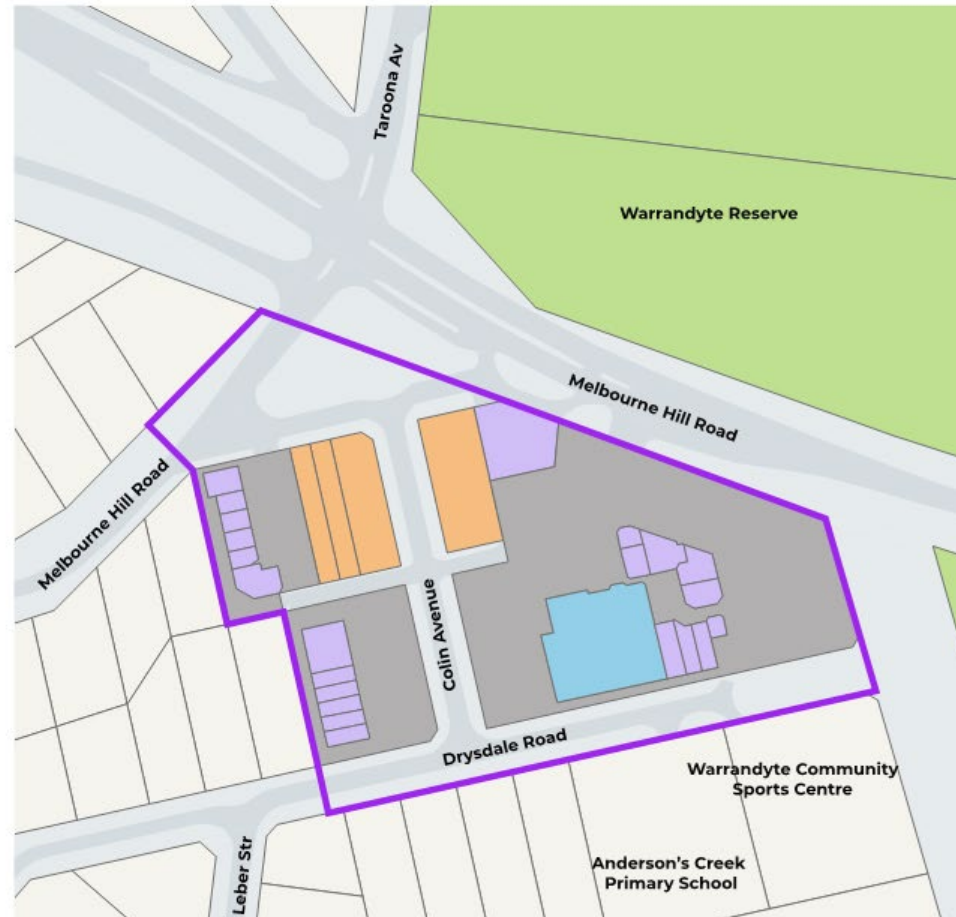 Taroona Av
Warrandyte Reserve
Melbourne Hill Road
Melbourne Hill Road
Colin Avenue
Drysdale Road
Warrandyte Community
Sports Centre
Leber Str
Anderson's Creek
Primary School